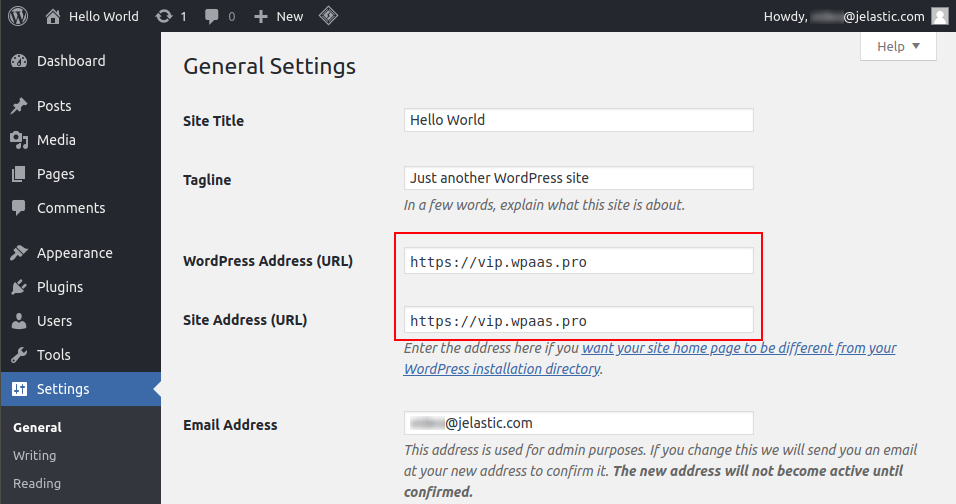 Hello World 1 0 New Howdy, @jelastic.com
Help
Dashboard
Posts
Media
Pages
Comments
Appearance
Plugins
Users
Tools
Settings
General
Writing
Reading
General Settings
Site Title Hello World
Tagline Just another WordPress site
In a few words, explain what this site is about.
WordPress Address (URL) https://vip.wpaas.pro
Site Address (URL) https://vip.wpaas.pro
Enter the address here if you want your site home page to be different from your
WordPress installation directory.
Email Address @jelastic.com
This address is used for admin purposes. If you change this we will send you an email
at your new address to confirm it. The new address will not become active until
confirmed.